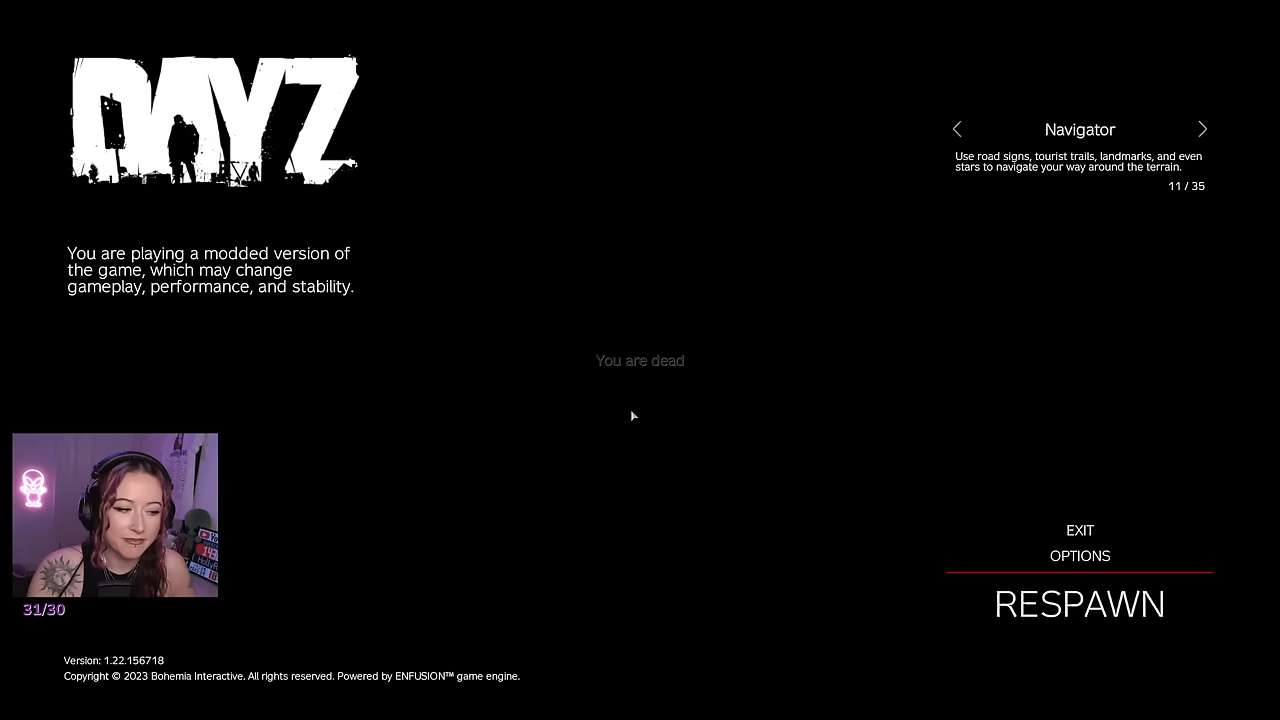 DAYZ
Navigator
Use road signs, tourist trails, landmarks, and even
stars to navigate your way around the terrain.
11 / 35
You are playing a modded version of
the game, which may change
gameplay, performance, and stability.
You are dead
EXIT
OPTIONS
RESPAWN
31/30
Version: 1.22.156718
Copyright © 2023 Bohemia Interactive. All rights reserved. Powered by ENFUSION™ game engine.